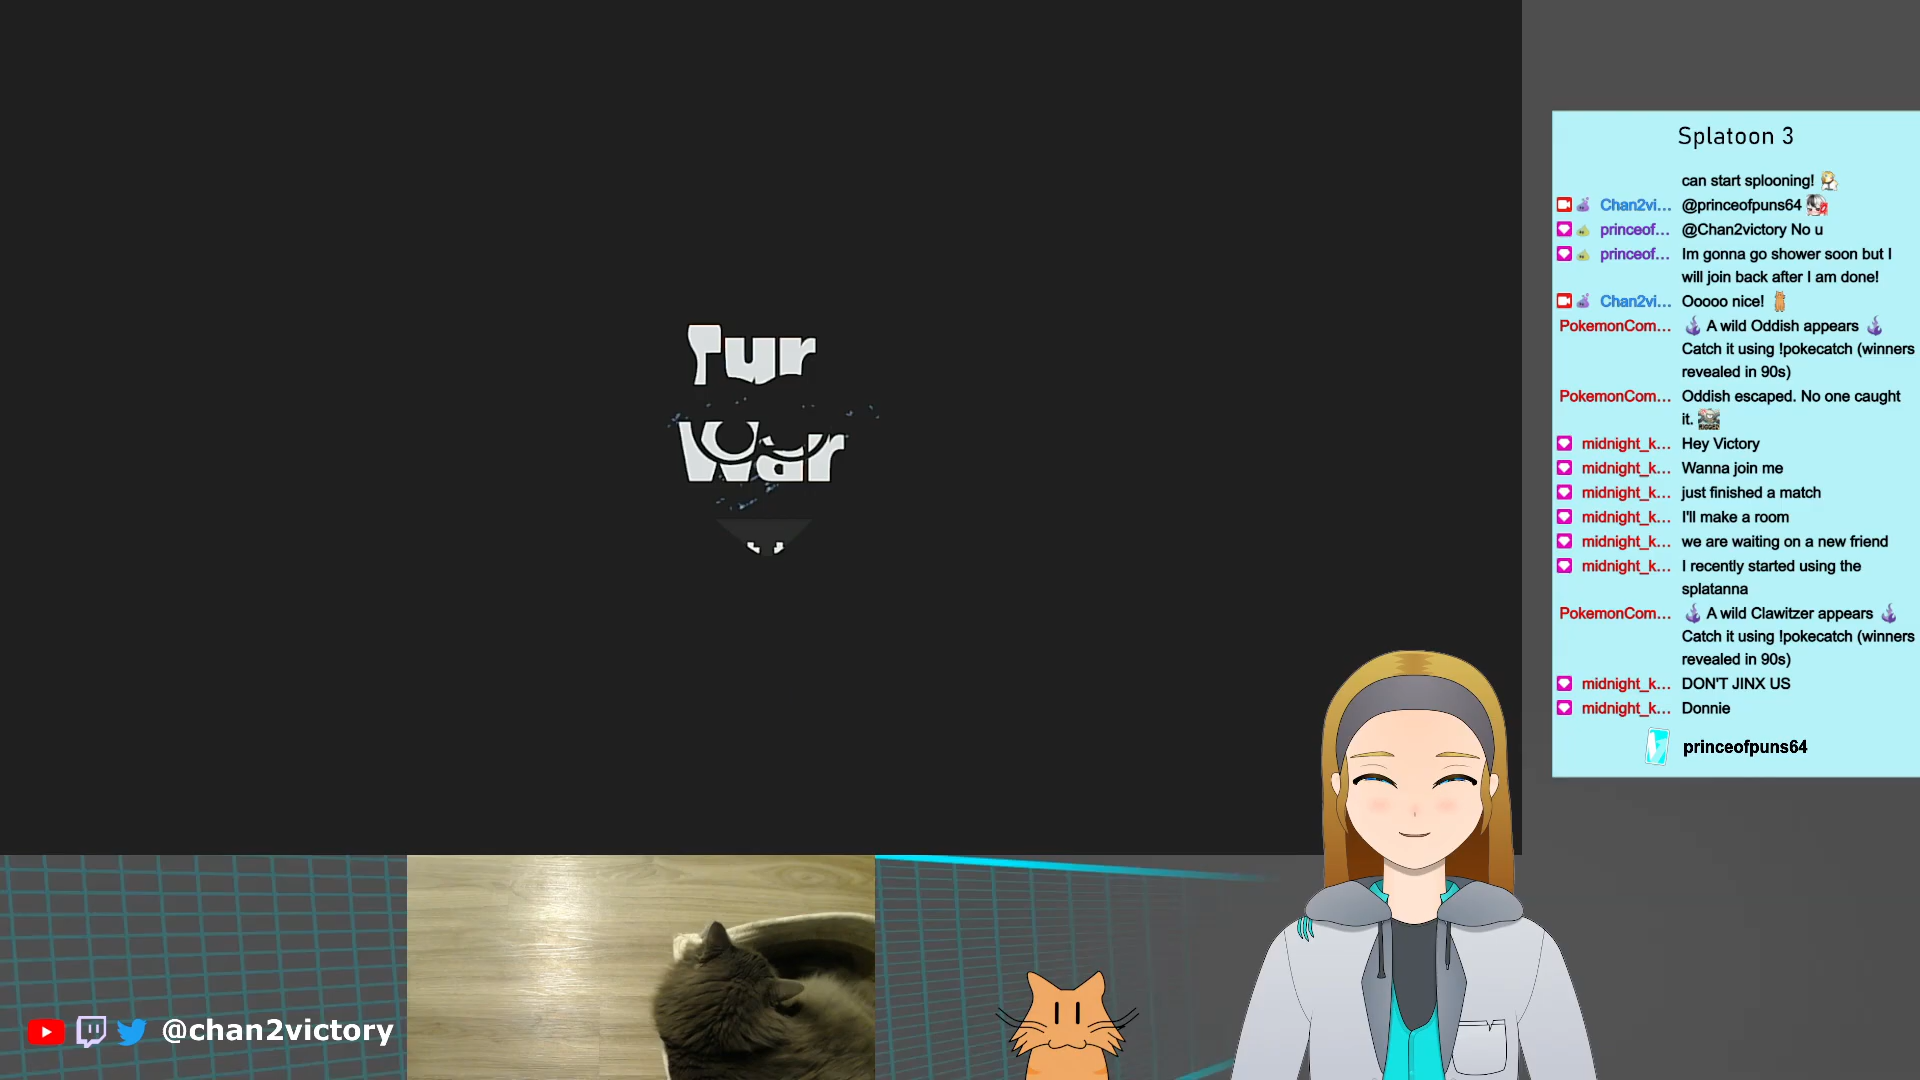 Tur
War
Splatoon 3
can start splooning!
Chan2vi... @princeofpuns64
princeof... @Chan2victory No u
princeof... Im gonna go shower soon but I
will join back after I am done!
Chan2vi... Ooooo nice!
PokemonCom... A wild Oddish appears
Catch it using !pokecatch (winners
revealed in 90s)
PokemonCom... Oddish escaped. No one caught
it.
midnight_k... Hey Victory
midnight_k... Wanna join me
midnight_k... just finished a match
midnight_k... I'll make a room
midnight_k... we are waiting on a new friend
midnight_k... I recently started using the
splatanna
PokemonCom... A wild Clawitzer appears
Catch it using !pokecatch (winners
revealed in 90s)
midnight_k... DON'T JINX US
midnight_k... Donnie
princeofpuns64
@chan2victory